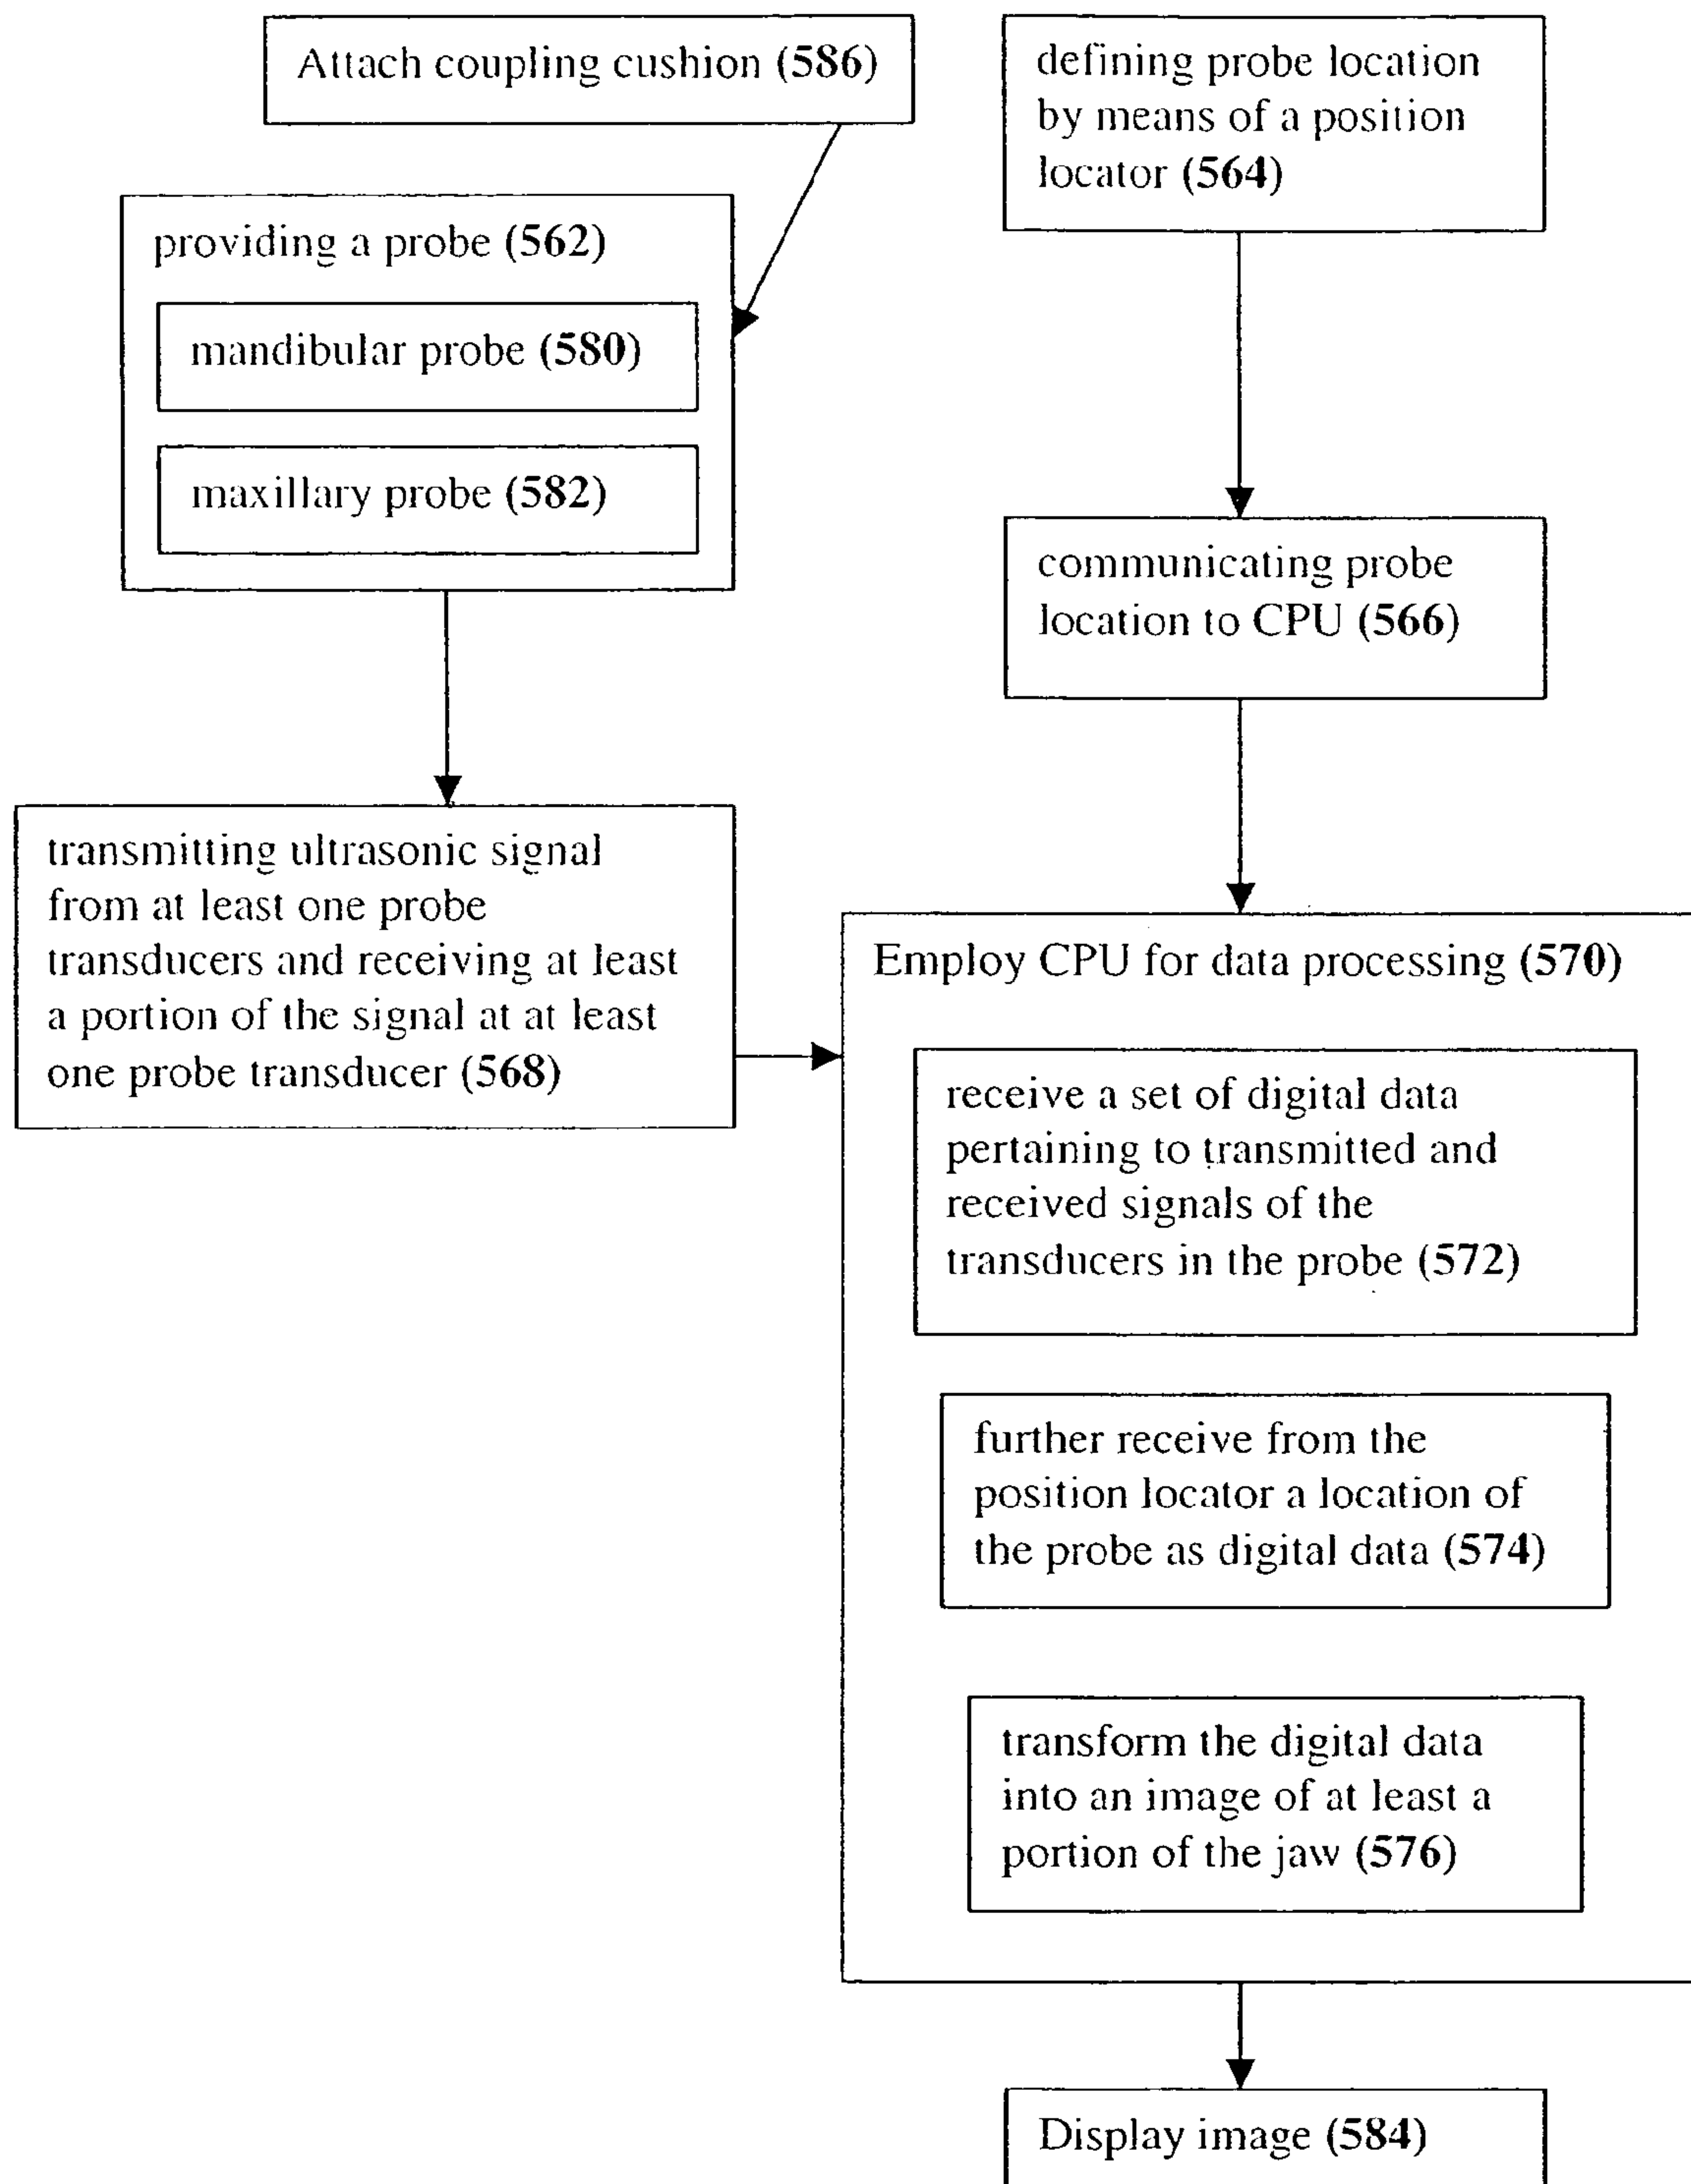 Attach coupling cushion (586)
defining probe location
by means of a position
locator (564)
providing a probe (562)
mandibular probe (580)
maxillary probe (582)
communicating probe
location to CPU (566)
transmitting ultrasonic signal
from at least one probe
transducers and receiving at least
a portion of the signal at at least
one probe transducer (568)
Employ CPU for data processing (570)
receive a set of digital data
pertaining to transmitted and
received signals of the
transducers in the probe (572)
further receive from the
position locator a location of
the probe as digital data (574)
transform the digital data
into an image of at least a
portion of the jaw (576)
Display image (584)